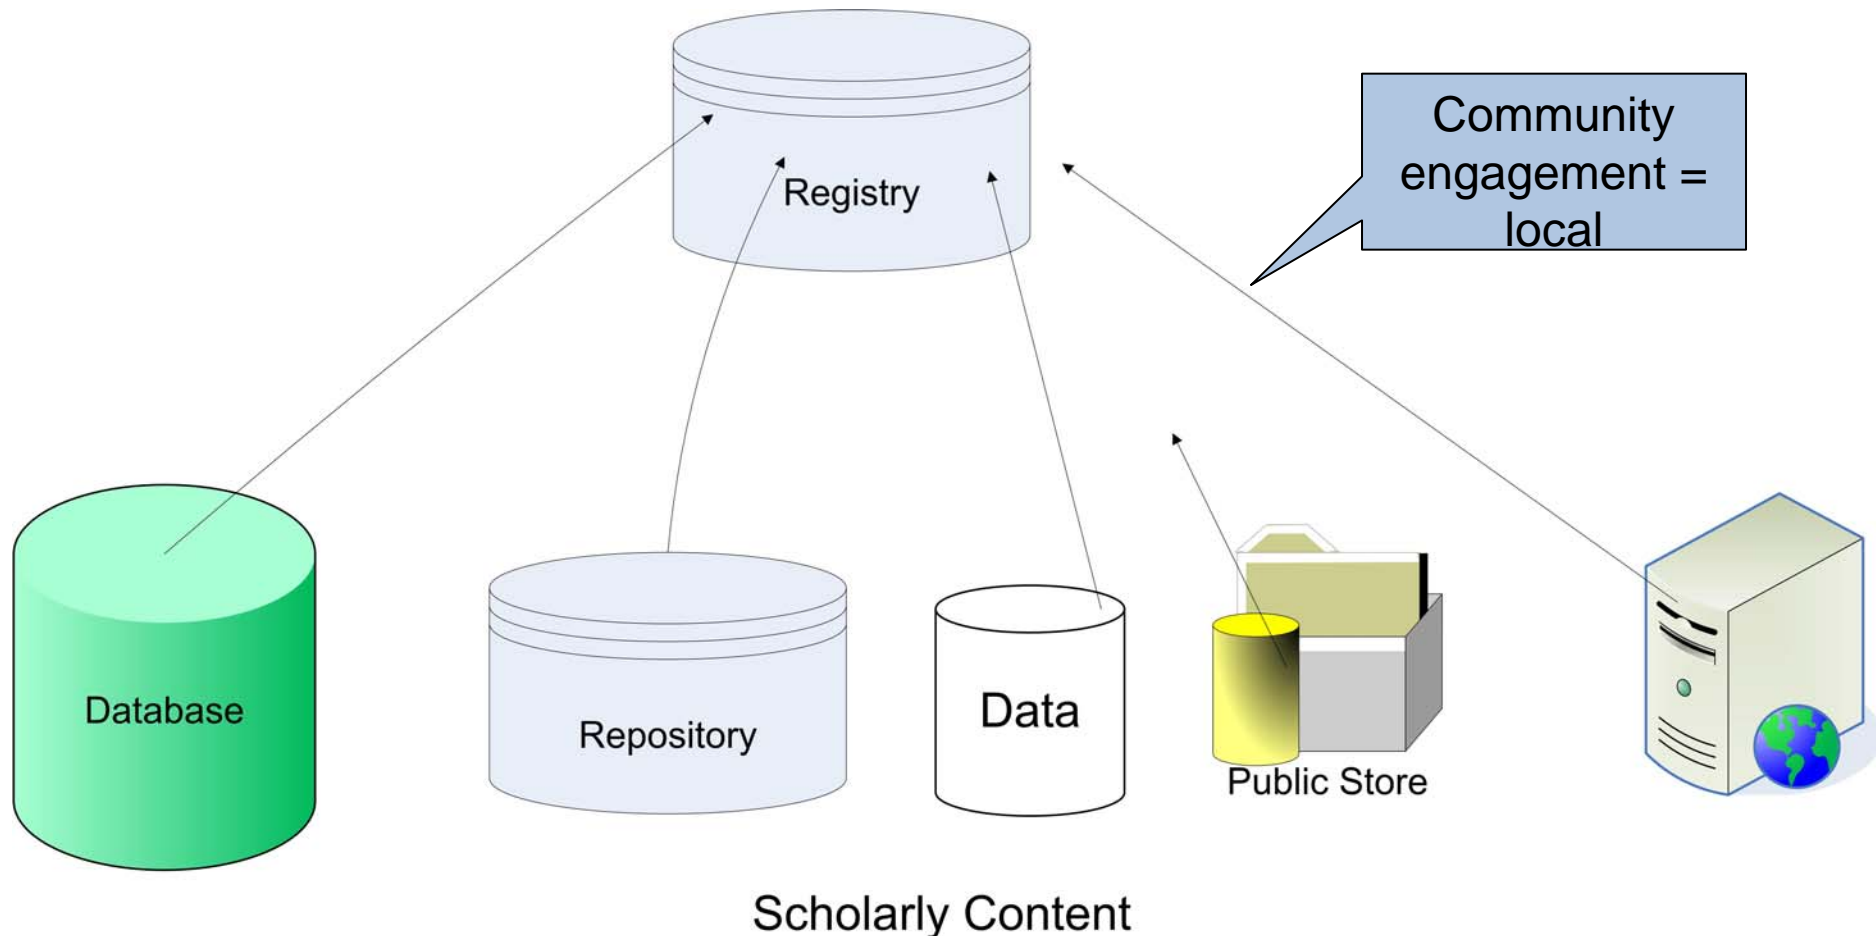 Registry
Community
engagement =
local
Database
Repository
Data
Public Store
Scholarly Content